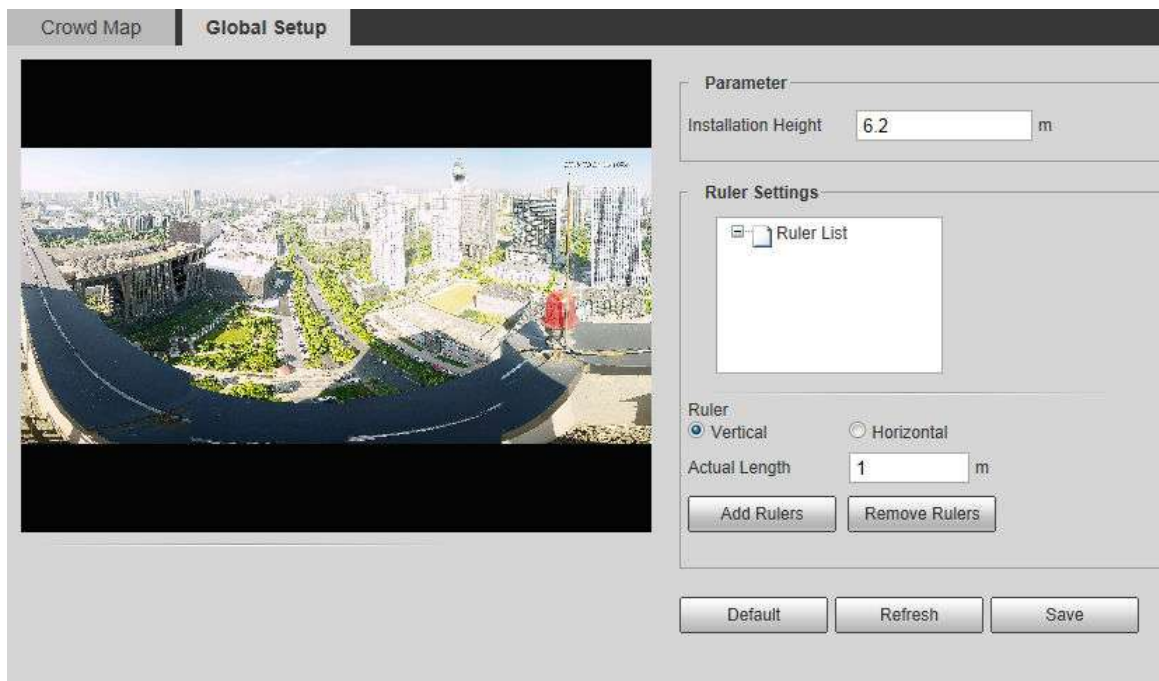 Crowd Map Global Setup
Parameter
Installation Height 6.2 m
Ruler Settings
Ruler List
Ruler
Vertical Horizontal
Actual Length 1 m
Add Rulers Remove Rulers
Default Refresh Save